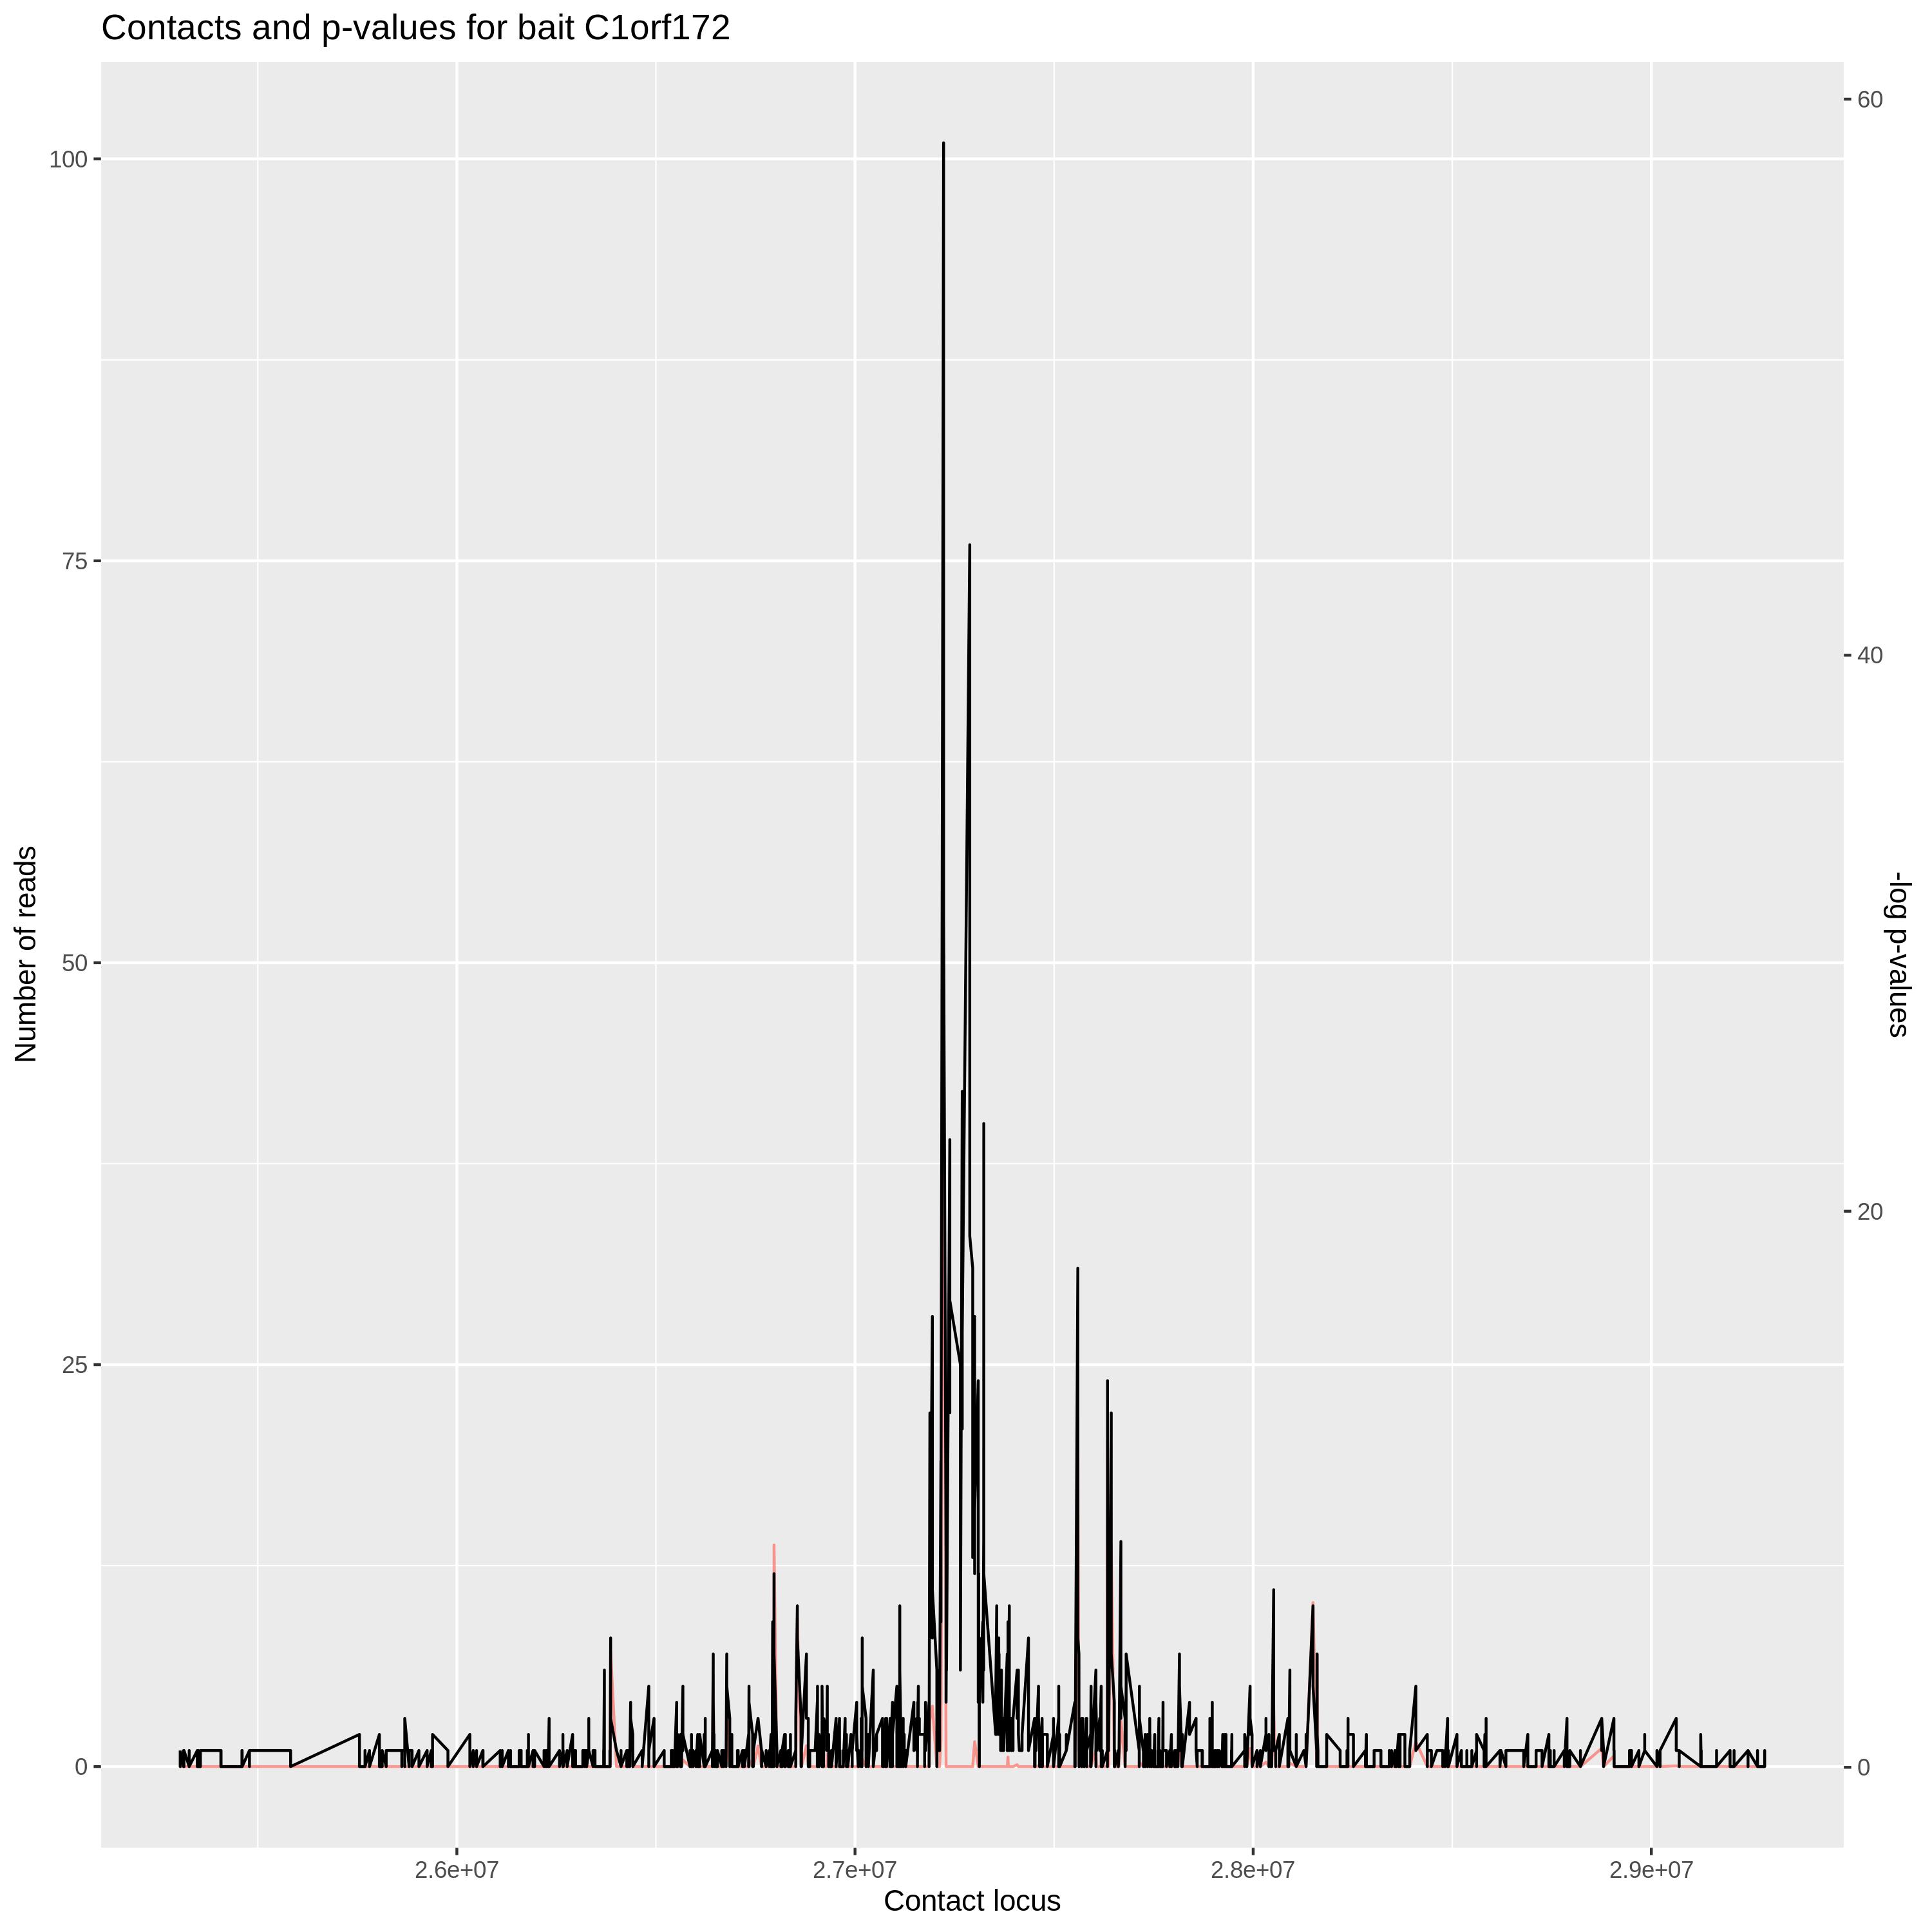 Contacts and p-values for bait C1orf172
100
75
50
25
0
Number of reads
60
40
20
0
-log p-values
2.6e+07
2.7e+07
2.8e+07
2.9e+07
Contact locus